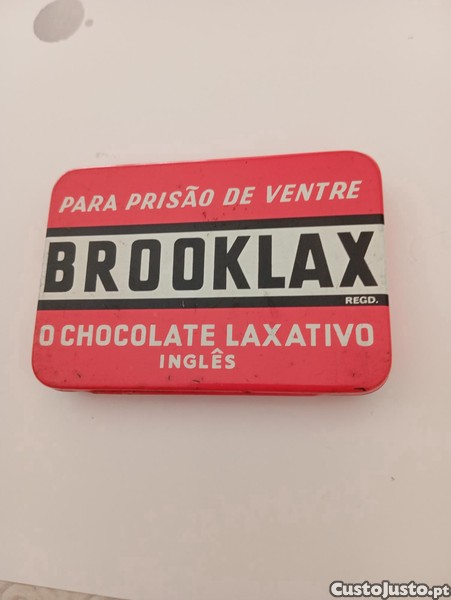 PARA PRISÃO DE VENTRE
BROOKLAX
REGD.
O CHOCOLATE LAXATIVO
INGLÊS
CustoJusto.pt